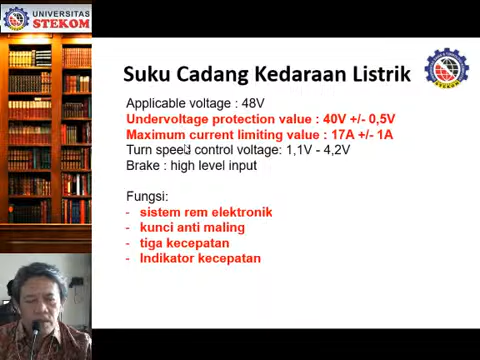 UNIVERSITAS
STEKOM
Suku Cadang Kedaraan Listrik
Applicable voltage : 48V
Undervoltage protection value : 40V +/- 0,5V
Maximum current limiting value : 17A +/- 1A
Turn speed control voltage: 1,1V - 4,2V
Brake : high level input
Fungsi:
- sistem rem elektronik
- kunci anti maling
- tiga kecepatan
- Indikator kecepatan